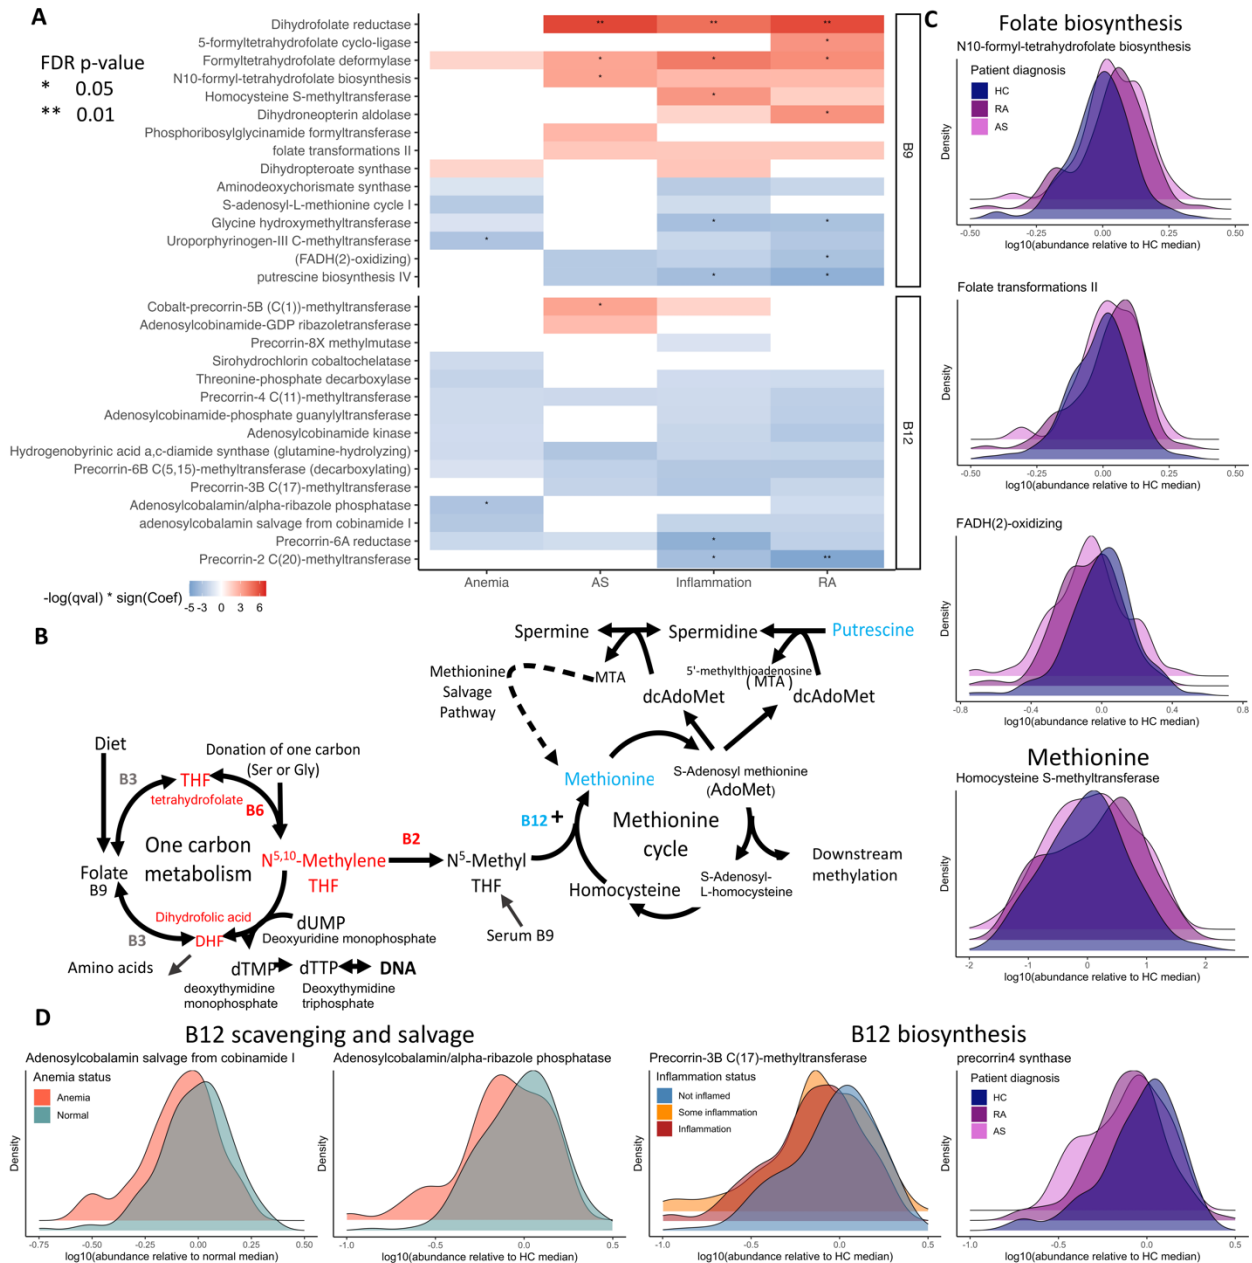 A
FDR p-value
* 0.05
** 0.01
Dihydrofolate reductase
5-formyltetrahydrofolate cyclo-ligase
Formyltetrahydrofolate deformylase
N10-formyl-tetrahydrofolate biosynthesis
Homocysteine S-methyltransferase
Dihydroneopterin aldolase
Phosphoribosylglycinamide formyltransferase
folate transformations II
Dihydropteroate synthase
Aminodeoxychorismate synthase
S-adenosyl-L-methionine cycle I
Glycine hydroxymethyltransferase
Uroporphyrinogen-III C-methyltransferase
(FADH(2)-oxidizing)
putrescine biosynthesis IV
B9
Cobalt-precorrin-5B (C(1))-methyltransferase
Adenosylcobinamide-GDP ribazoletransferase
Precorrin-8X methylmutase
Sirohydrochlorin cobaltochelatase
Threonine-phosphate decarboxylase
Precorrin-4 C(11)-methyltransferase
Adenosylcobinamide-phosphate guanylyltransferase
Adenosylcobinamide kinase
Hydrogenobyrinic acid a,c-diamide synthase (glutamine-hydrolyzing)
Precorrin-6B C(5,15)-methyltransferase (decarboxylating)
Precorrin-3B C(17)-methyltransferase
Adenosylcobalamin/alpha-ribazole phosphatase
adenosylcobalamin salvage from cobinamide I
Precorrin-6A reductase
Precorrin-2 C(20)-methyltransferase
B12
Anemia AS Inflammation RA
-log(qval) * sign(Coef)
-5 -3 0 3 6
B
Spermine
Spermidine
Putrescine
MTA
5'-methylthioadenosine
(MTA)
Methionine
Salvage
Pathway
dcAdoMet
dcAdoMet
Diet
Donation of one carbon
(Ser or Gly)
B3
THF
tetrahydrofolate
B6
Methionine
S-Adenosyl methionine
(AdoMet)
B12 +
Methionine
cycle
One carbon
metabolism
Folate
B9
N5,10-Methylene
THF
B2
N5-Methyl
THF
Homocysteine
S-Adenosyl-
L-homocysteine
Downstream
methylation
Serum B9
Dihydrofolic acid
B3
DHF
dUMP
Deoxyuridine monophosphate
Amino acids
dTMP
deoxythymidine
monophosphate
dTTP
Deoxythymidine
triphosphate
DNA
C
Folate biosynthesis
N10-formyl-tetrahydrofolate biosynthesis
Patient diagnosis
HC
RA
AS
Density
-0.50 -0.25 0.00 0.25 0.50
log10(abundance relative to HC median)
Folate transformations II
Density
-0.50 -0.25 0.00 0.25 0.50
log10(abundance relative to HC median)
FADH(2)-oxidizing
Density
-0.8 -0.4 0.0 0.4 0.8
log10(abundance relative to HC median)
Methionine
Homocysteine S-methyltransferase
Density
-2 -1 0 1 2
log10(abundance relative to HC median)
D
B12 scavenging and salvage
Adenosylcobalamin salvage from cobinamide I
Anemia status
Anemia
Normal
Density
-0.75 -0.50 -0.25 0.00 0.25 0.50
log10(abundance relative to normal median)
Adenosylcobalamin/alpha-ribazole phosphatase
Density
-1.0 -0.5 0.0 0.5
log10(abundance relative to HC median)
B12 biosynthesis
Precorrin-3B C(17)-methyltransferase
Inflammation status
Not inflamed
Some inflammation
Inflammation
Density
-1.0 -0.5 0.0 0.5
log10(abundance relative to HC median)
precorrin4 synthase
Patient diagnosis
HC
RA
AS
Density
-1.0 -0.5 0.0 0.5
log10(abundance relative to HC median)